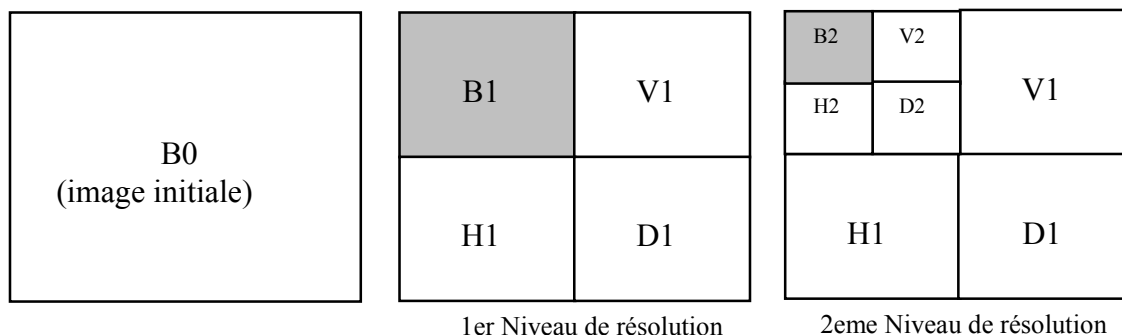 B0
(image initiale)
B1 V1
H1 D1
1er Niveau de résolution
B2 V2
H2 D2
V1
H1 D1
2eme Niveau de résolution